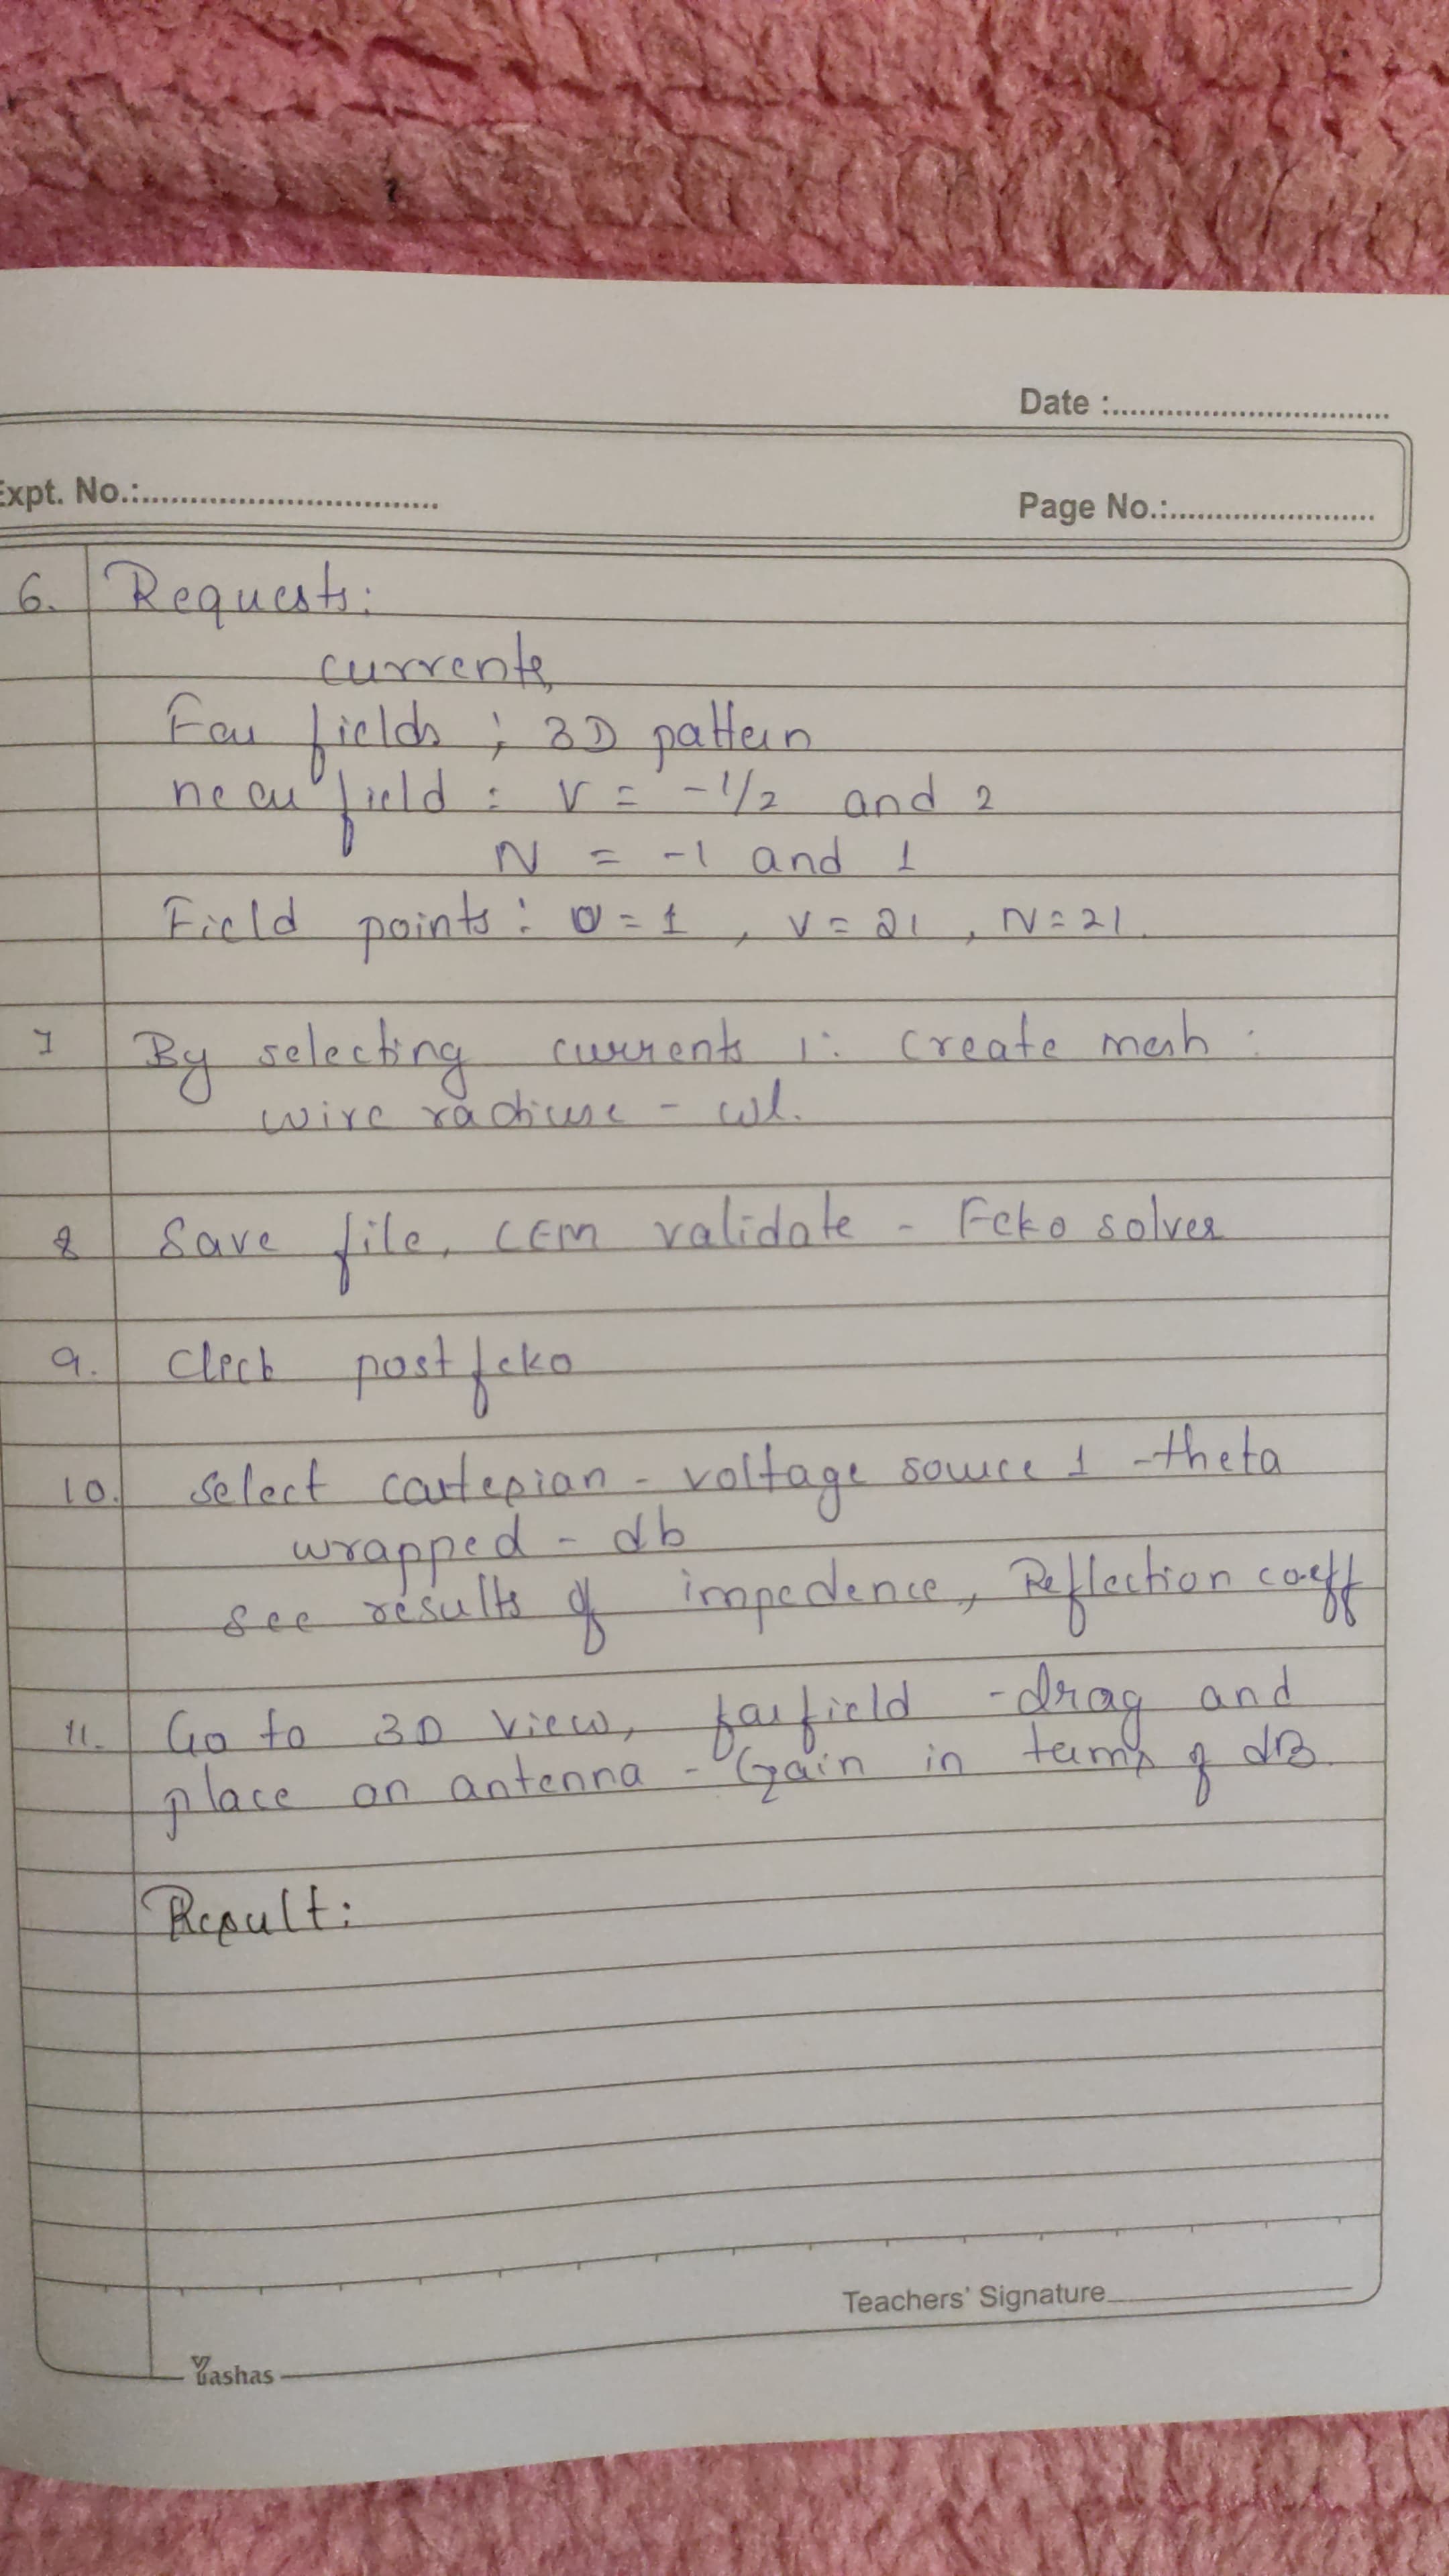 Date :
Expt. No.:
Page No.:
6. Requests:
currents,
Far fields ; 3D pattern
near field : V = -1/2 and 2
N = -1 and 1
Field points : U = 1 , V = 21 , N = 21.
7 By selecting currents 1 : Create mesh :
wire radiuse - wl.
8 Save file, CEM validate - Feko solver
9. Click post feko
10. Select cartesian - voltage source 1 - theta
wrapped - db
see results of impedence, Reflection coeff
11. Go to 3D view, farfield - drag and
place on antenna - Gain in terms of dB.
Result :
Teachers' Signature
Yashas